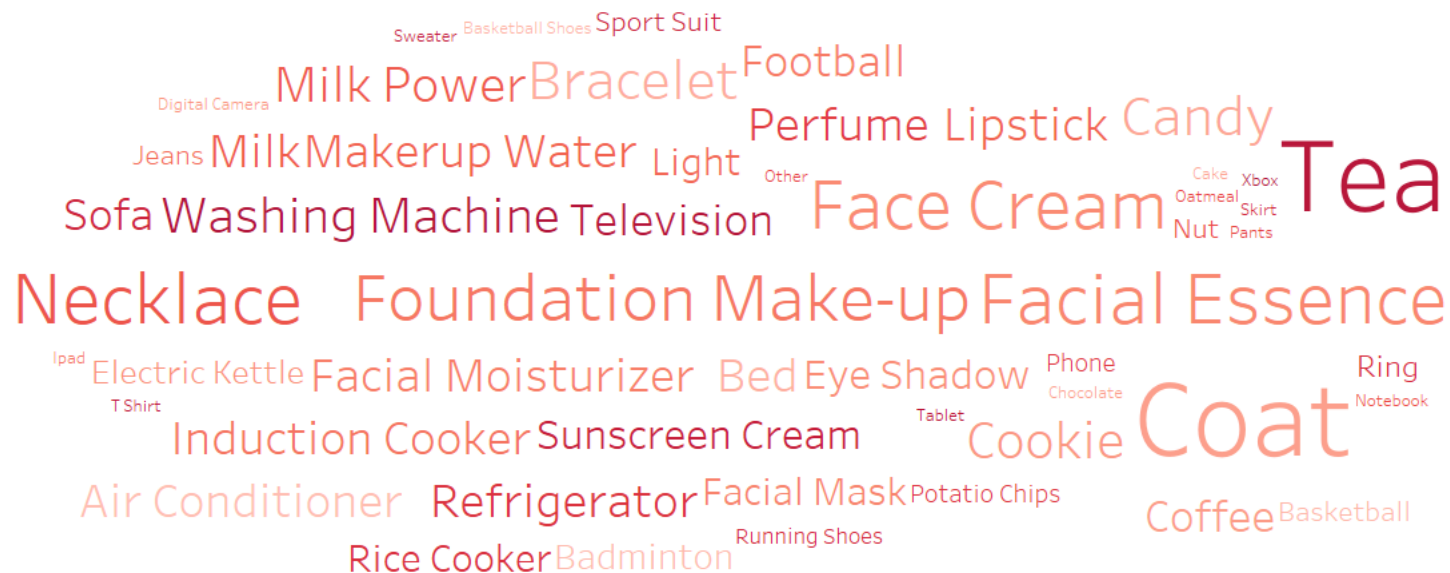 Sweater Basketball Shoes Sport Suit
Milk Power Bracelet Football
Digital Camera
Perfume Lipstick Candy
Jeans Milk Makerup Water Light
Other
Cake Xbox Tea
Oatmeal Skirt
Sofa Washing Machine Television Face Cream Nut Pants
Necklace Foundation Make-up Facial Essence
Ipad Electric Kettle Facial Moisturizer Bed Eye Shadow Phone Ring
Chocolate Notebook
T Shirt Tablet Coat
Induction Cooker Sunscreen Cream Cookie
Air Conditioner Refrigerator Facial Mask Potatio Chips
Coffee Basketball
Running Shoes
Rice Cooker Badminton